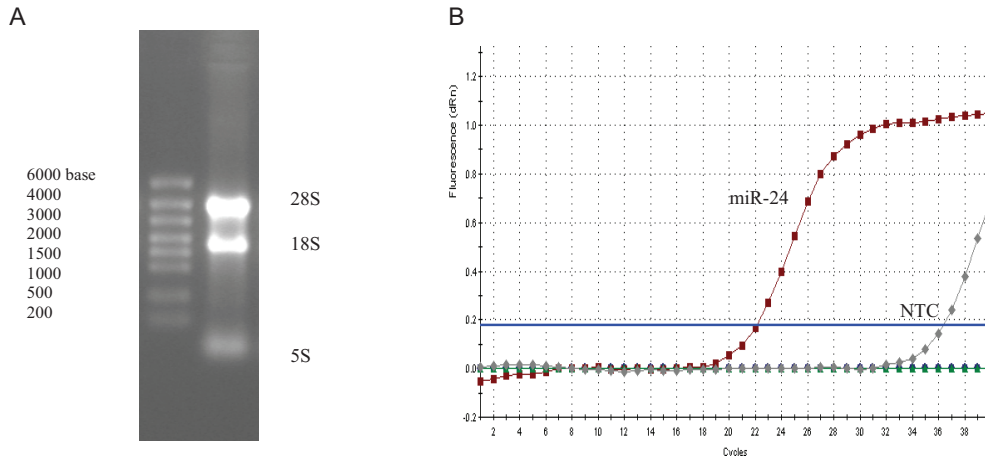 A
6000 base
4000
3000
2000
1500
1000
500
200
28S
18S
5S
B
Fluorescence (dRn)
1.2
1.0
0.8
0.6
0.4
0.2
0.0
-0.2
miR-24
NTC
2 4 6 8 10 12 14 16 18 20 22 24 26 28 30 32 34 36 38
Cycles